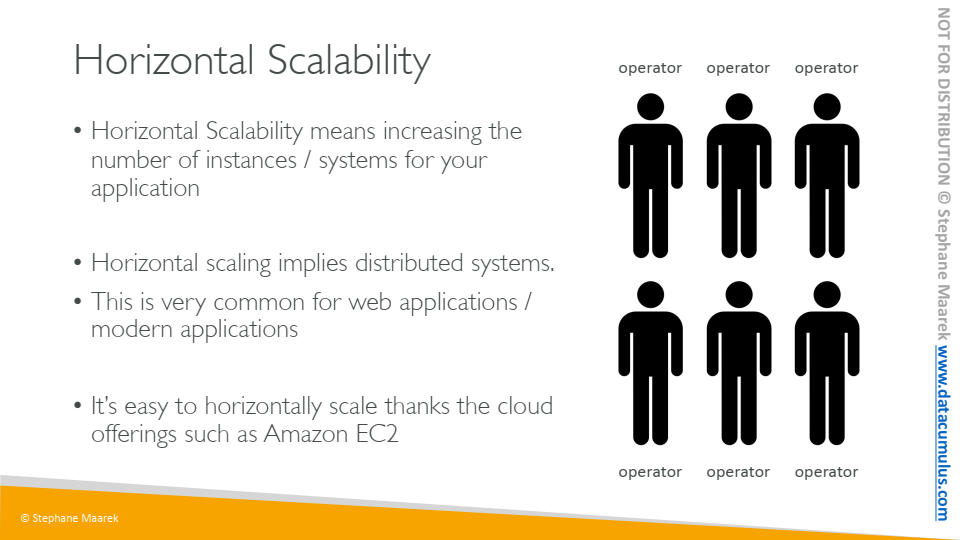 Horizontal Scalability
• Horizontal Scalability means increasing the
number of instances / systems for your
application
• Horizontal scaling implies distributed systems.
• This is very common for web applications /
modern applications
• It’s easy to horizontally scale thanks the cloud
offerings such as Amazon EC2
operator operator operator
operator operator operator
© Stephane Maarek
NOT FOR DISTRIBUTION © Stephane Maarek www.datacumulus.com